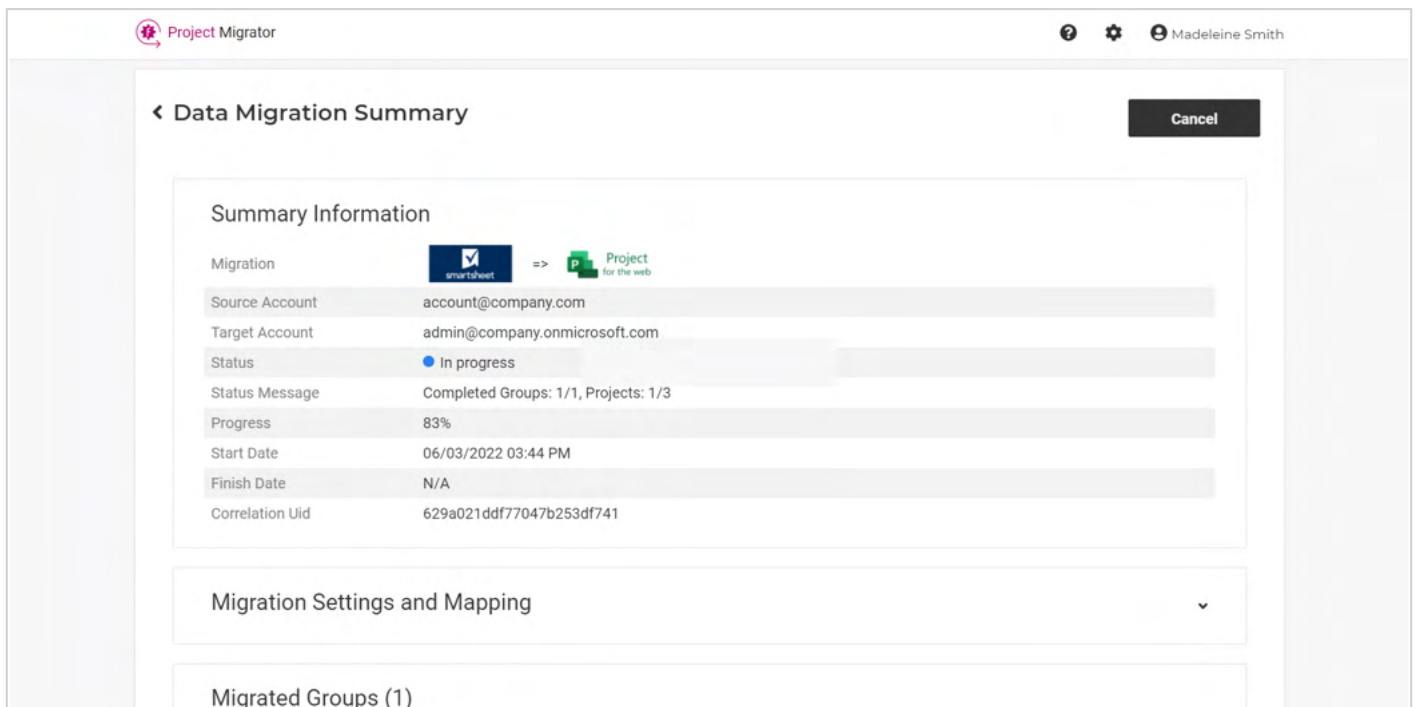 Project Migrator
Madeleine Smith
Data Migration Summary
Cancel
Summary Information
Migration
smartsheet
=>
P
Project
for the web
Source Account account@company.com
Target Account admin@company.onmicrosoft.com
Status In progress
Status Message Completed Groups: 1/1, Projects: 1/3
Progress 83%
Start Date 06/03/2022 03:44 PM
Finish Date N/A
Correlation Uid 629a021ddf77047b253df741
Migration Settings and Mapping
Migrated Groups (1)